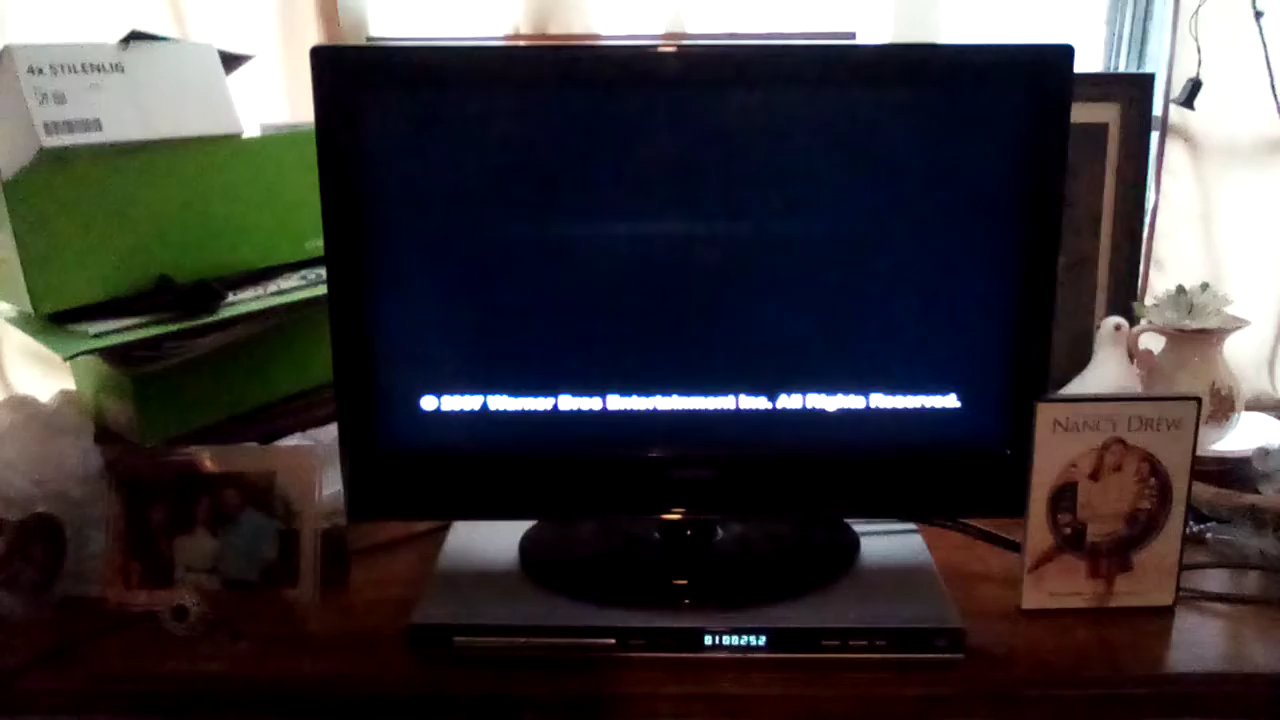 4x STILENLIG
© 2007 Warner Bros Entertainment Inc. All Rights Reserved.
NANCY DREW
0100252